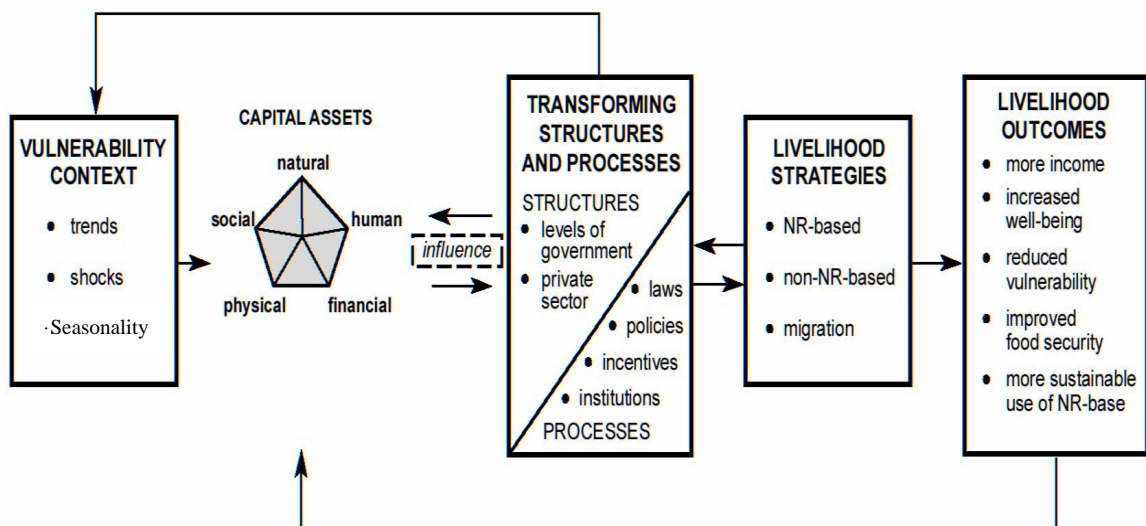 VULNERABILITY
CONTEXT
• trends
• shocks
·Seasonality
CAPITAL ASSETS
natural
social
human
physical
financial
influence
TRANSFORMING
STRUCTURES
AND PROCESSES
STRUCTURES
• levels of
government
• private
sector
• laws
• policies
• incentives
• institutions
PROCESSES
LIVELIHOOD
STRATEGIES
• NR-based
• non-NR-based
• migration
LIVELIHOOD
OUTCOMES
• more income
• increased
well-being
• reduced
vulnerability
• improved
food security
• more sustainable
use of NR-base